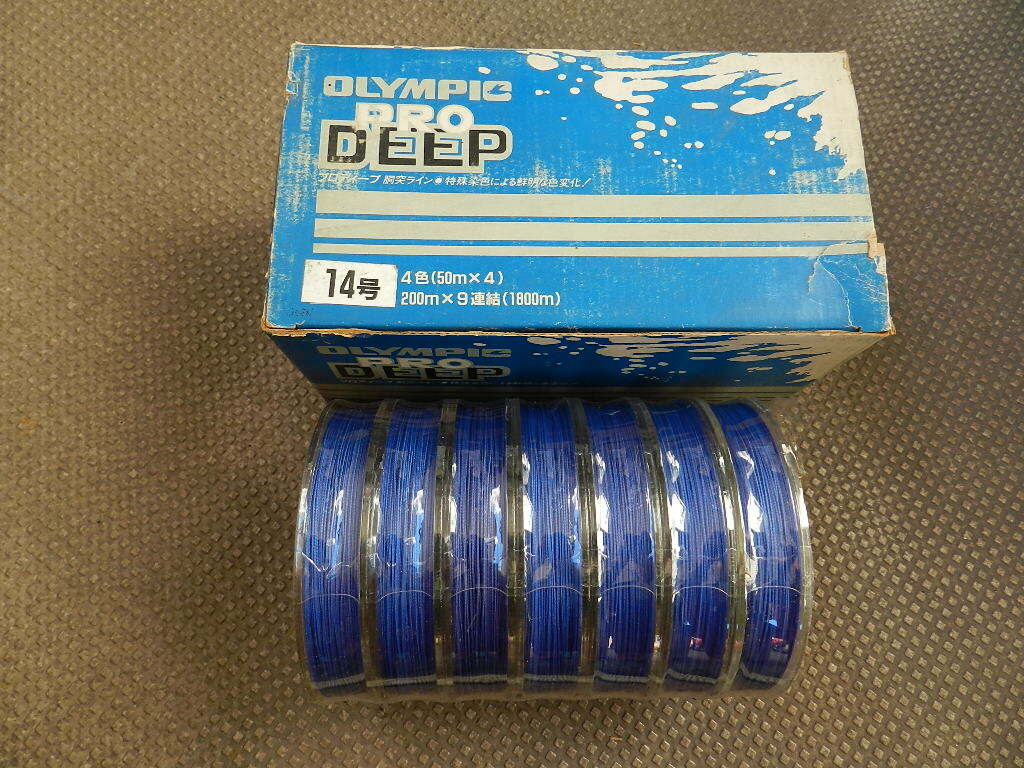 OLYMPIC
PRO
DEEP
プロディープ 胴突ライン●特殊染色による鮮明な色変化！
14号
4色(50m×4)
200m×9連結(1800m)
OLYMPIC
PRO
DEEP